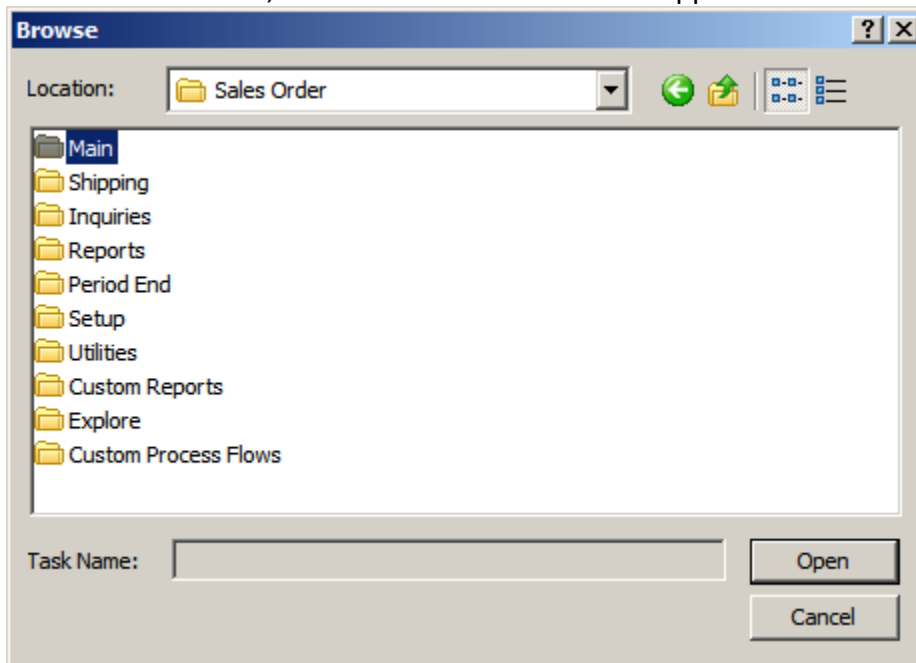 Browse
Location: Sales Order
Main
Shipping
Inquiries
Reports
Period End
Setup
Utilities
Custom Reports
Explore
Custom Process Flows
Task Name:
Open
Cancel